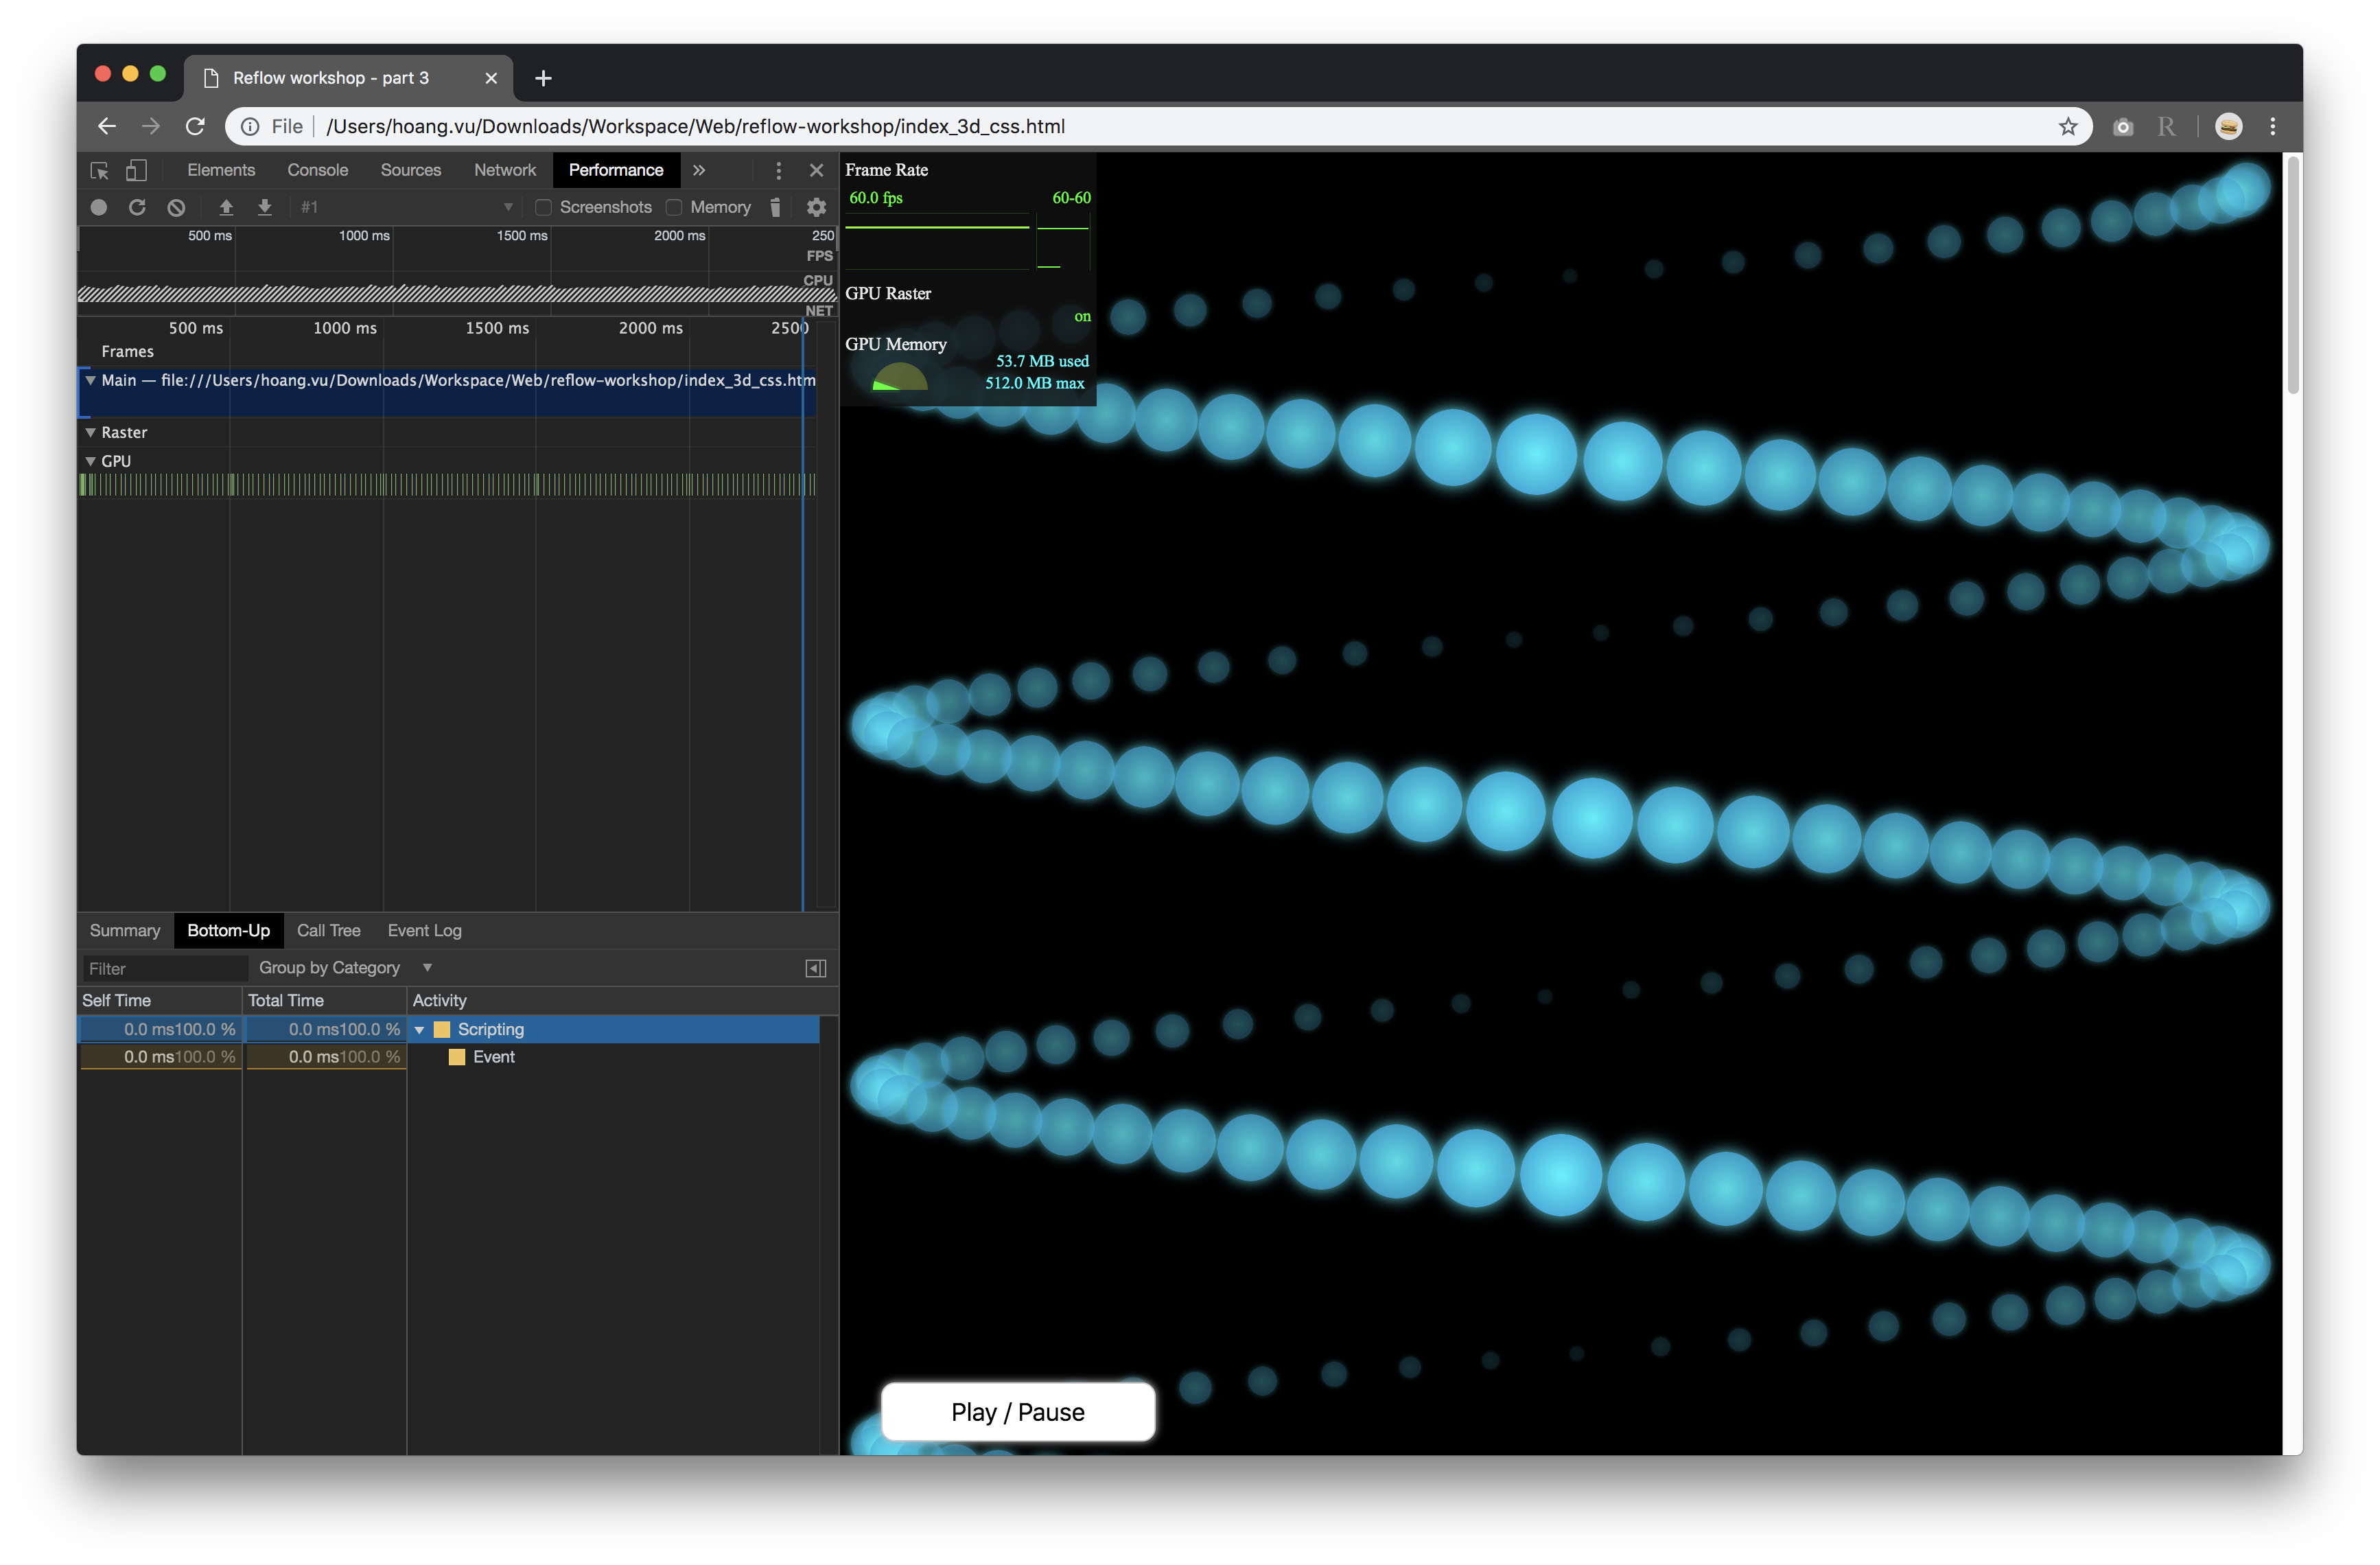 Reflow workshop - part 3
File /Users/hoang.vu/Downloads/Workspace/Web/reflow-workshop/index_3d_css.html R
Elements Console Sources Network Performance
#1 Screenshots Memory
500 ms 1000 ms 1500 ms 2000 ms 250
FPS
CPU
NET
500 ms 1000 ms 1500 ms 2000 ms 2500
Frames
Main — file:///Users/hoang.vu/Downloads/Workspace/Web/reflow-workshop/index_3d_css.htm
Raster
GPU
Summary Bottom-Up Call Tree Event Log
Filter Group by Category
Self Time Total Time Activity
0.0 ms 100.0 % 0.0 ms 100.0 % Scripting
0.0 ms 100.0 % 0.0 ms 100.0 % Event
Frame Rate
60.0 fps 60-60
GPU Raster
on
GPU Memory
53.7 MB used
512.0 MB max
Play / Pause